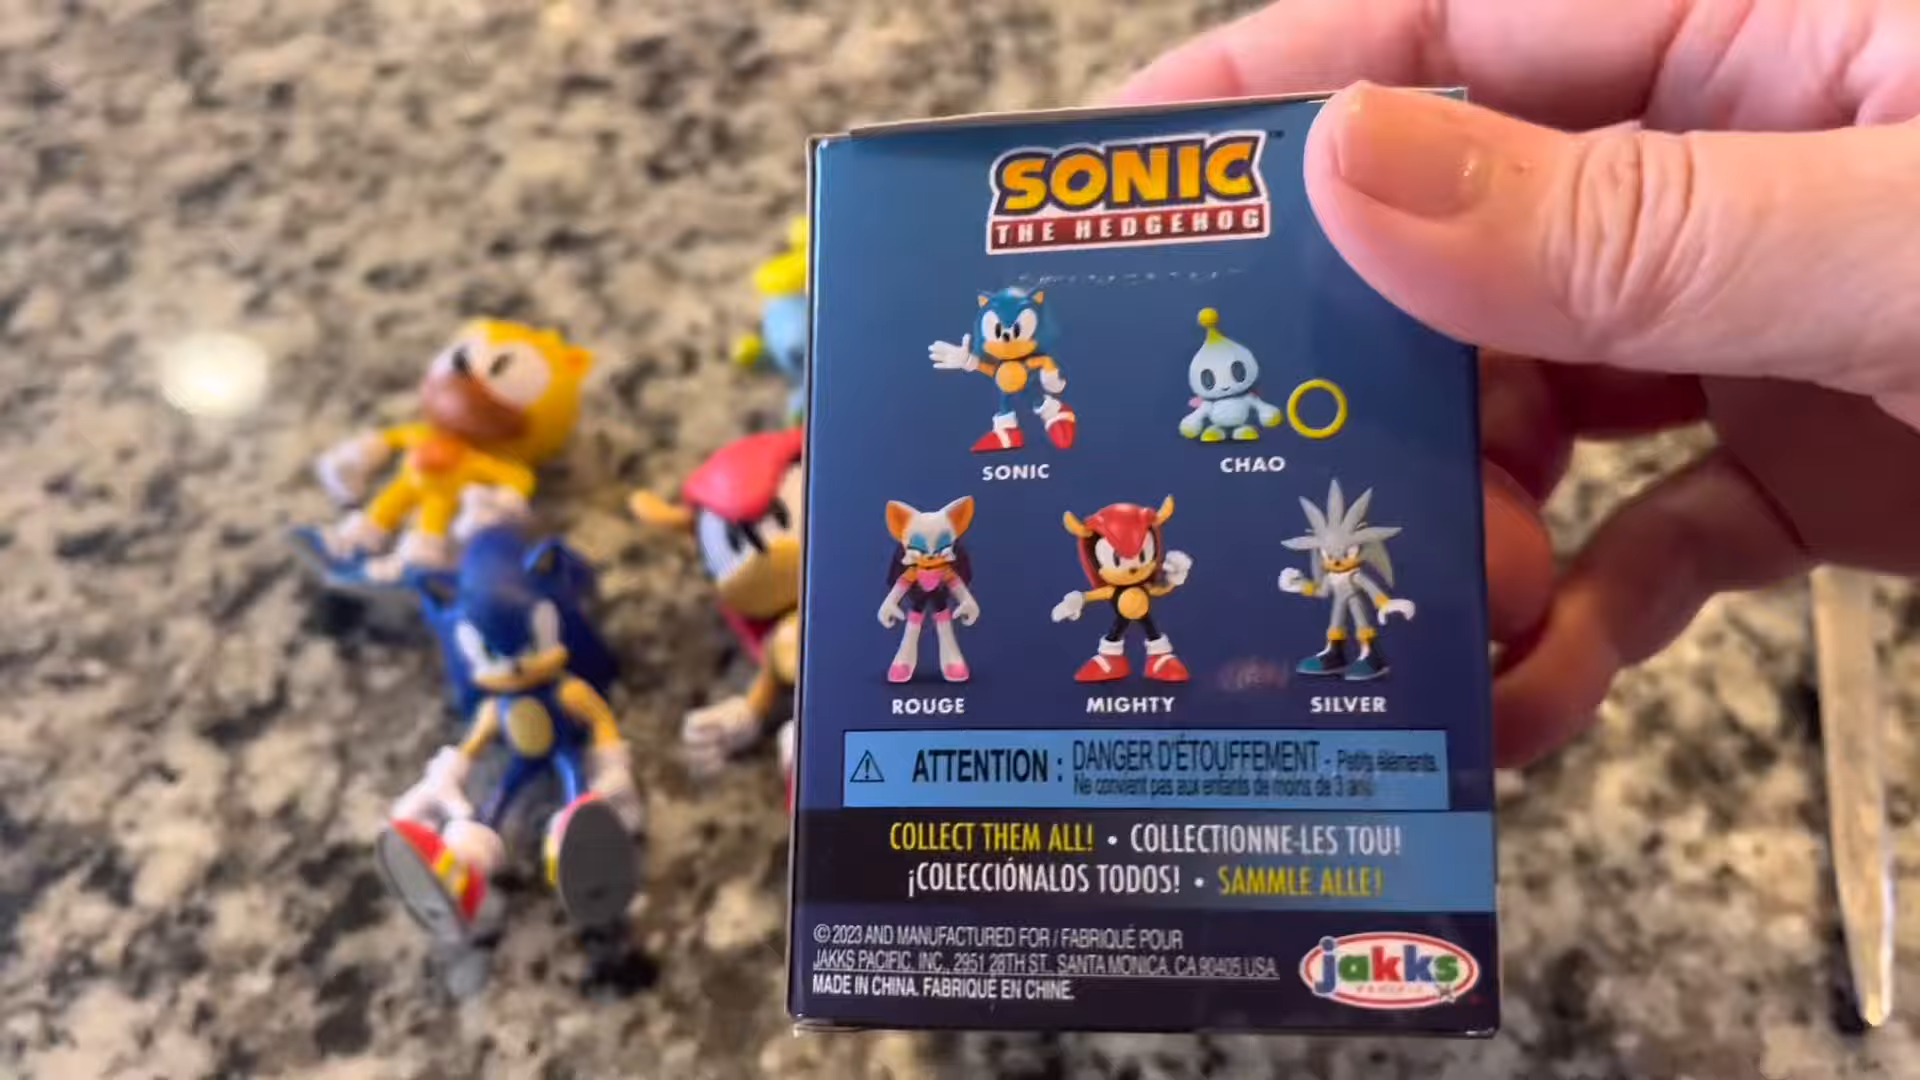 SONIC™
THE HEDGEHOG
SONIC
CHAO
ROUGE
MIGHTY
SILVER
ATTENTION : DANGER D'ÉTOUFFEMENT - Petits éléments.
Ne convient pas aux enfants de moins de 3 ans
COLLECT THEM ALL! • COLLECTIONNE-LES TOU!
¡COLECCIÓNALOS TODOS! • SAMMLE ALLE!
© 2023 AND MANUFACTURED FOR / FABRIQUÉ POUR
JAKKS PACIFIC, INC., 2951 28TH ST., SANTA MONICA, CA 90405 USA
MADE IN CHINA. FABRIQUÉ EN CHINE.
jakks